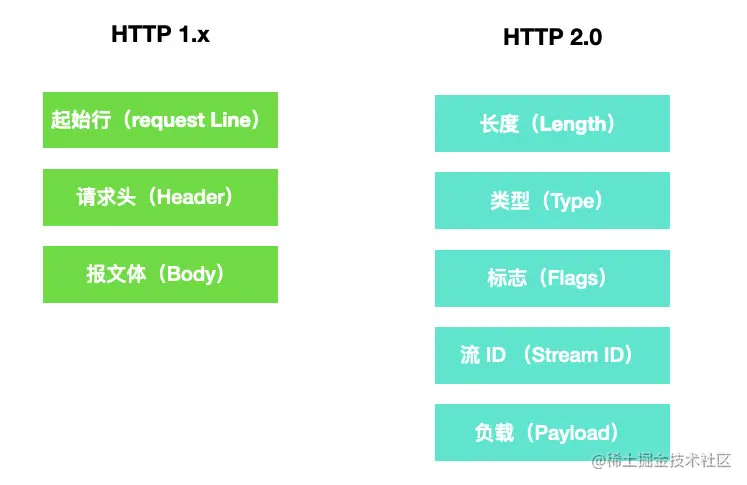 HTTP 1.x
起始行（request Line）
请求头（Header）
报文体（Body）
HTTP 2.0
长度（Length）
类型（Type）
标志（Flags）
流 ID （Stream ID）
负载（Payload）
@稀土掘金技术社区